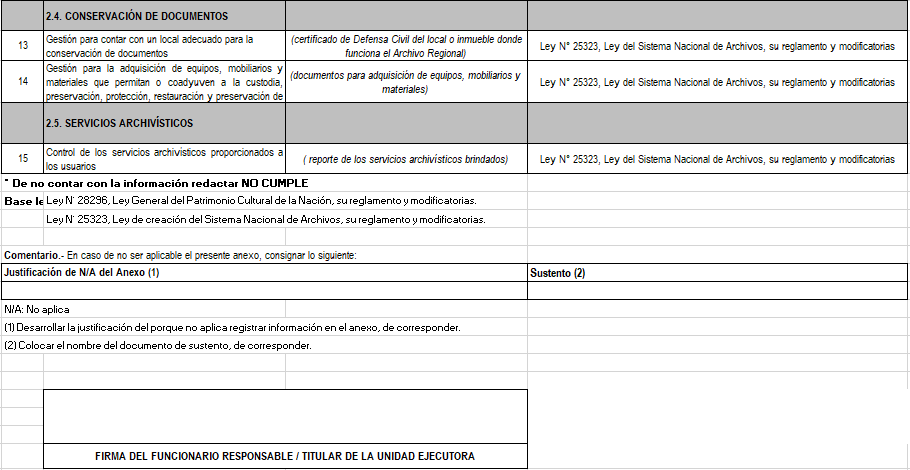 2.4. CONSERVACIÓN DE DOCUMENTOS
13 Gestión para contar con un local adecuado para la conservación de documentos (certificado de Defensa Civil del local o inmueble donde funciona el Archivo Regional) Ley N° 25323, Ley del Sistema Nacional de Archivos, su reglamento y modificatorias
14 Gestión para la adquisición de equipos, mobiliarios y materiales que permitan o coadyuven a la custodia, preservación, protección, restauración y preservación de (documentos para adquisición de equipos, mobiliarios y materiales) Ley N° 25323, Ley del Sistema Nacional de Archivos, su reglamento y modificatorias
2.5. SERVICIOS ARCHIVÍSTICOS
15 Control de los servicios archivisticos proporcionados a los usuarios ( reporte de los servicios archivísticos brindados) Ley N° 25323, Ley del Sistema Nacional de Archivos, su reglamento y modificatorias
* De no contar con la información redactar NO CUMPLE
Base le Ley N° 28296, Ley General del Patrimonio Cultural de la Nación, su reglamento y modificatorias.
Ley N° 25323, Ley de creación del Sistema Nacional de Archivos, su reglamento y modificatorias.
Comentario.- En caso de no ser aplicable el presente anexo, consignar lo siguiente:
Justificación de N/A del Anexo (1) Sustento (2)
N/A: No aplica
(1) Desarrollar la justificación del porque no aplica registrar información en el anexo, de corresponder.
(2) Colocar el nombre del documento de sustento, de corresponder.
FIRMA DEL FUNCIONARIO RESPONSABLE / TITULAR DE LA UNIDAD EJECUTORA